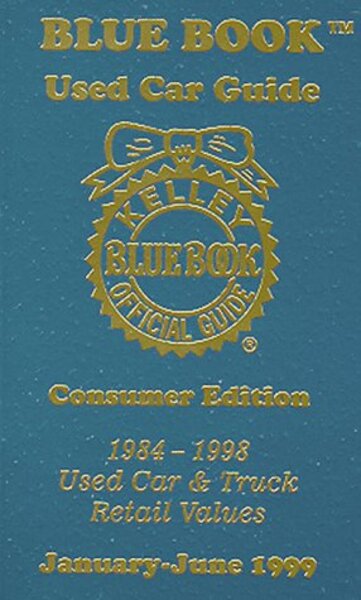 BLUE BOOK™
Used Car Guide
KELLEY
BLUE BOOK
OFFICIAL GUIDE
®
Consumer Edition
1984 – 1998
Used Car & Truck
Retail Values
January-June 1999